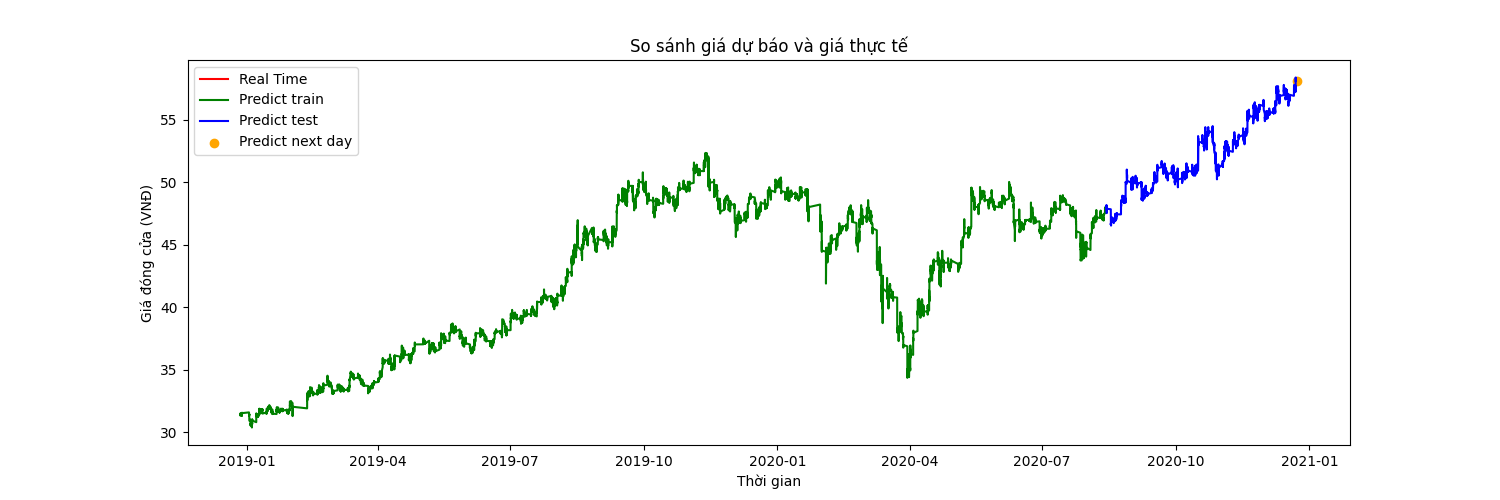 So sánh giá dự báo và giá thực tế
Real Time
Predict train
Predict test
Predict next day
Giá đóng cửa (VNĐ)
55
50
45
40
35
30
2019-01 2019-04 2019-07 2019-10 2020-01 2020-04 2020-07 2020-10 2021-01
Thời gian